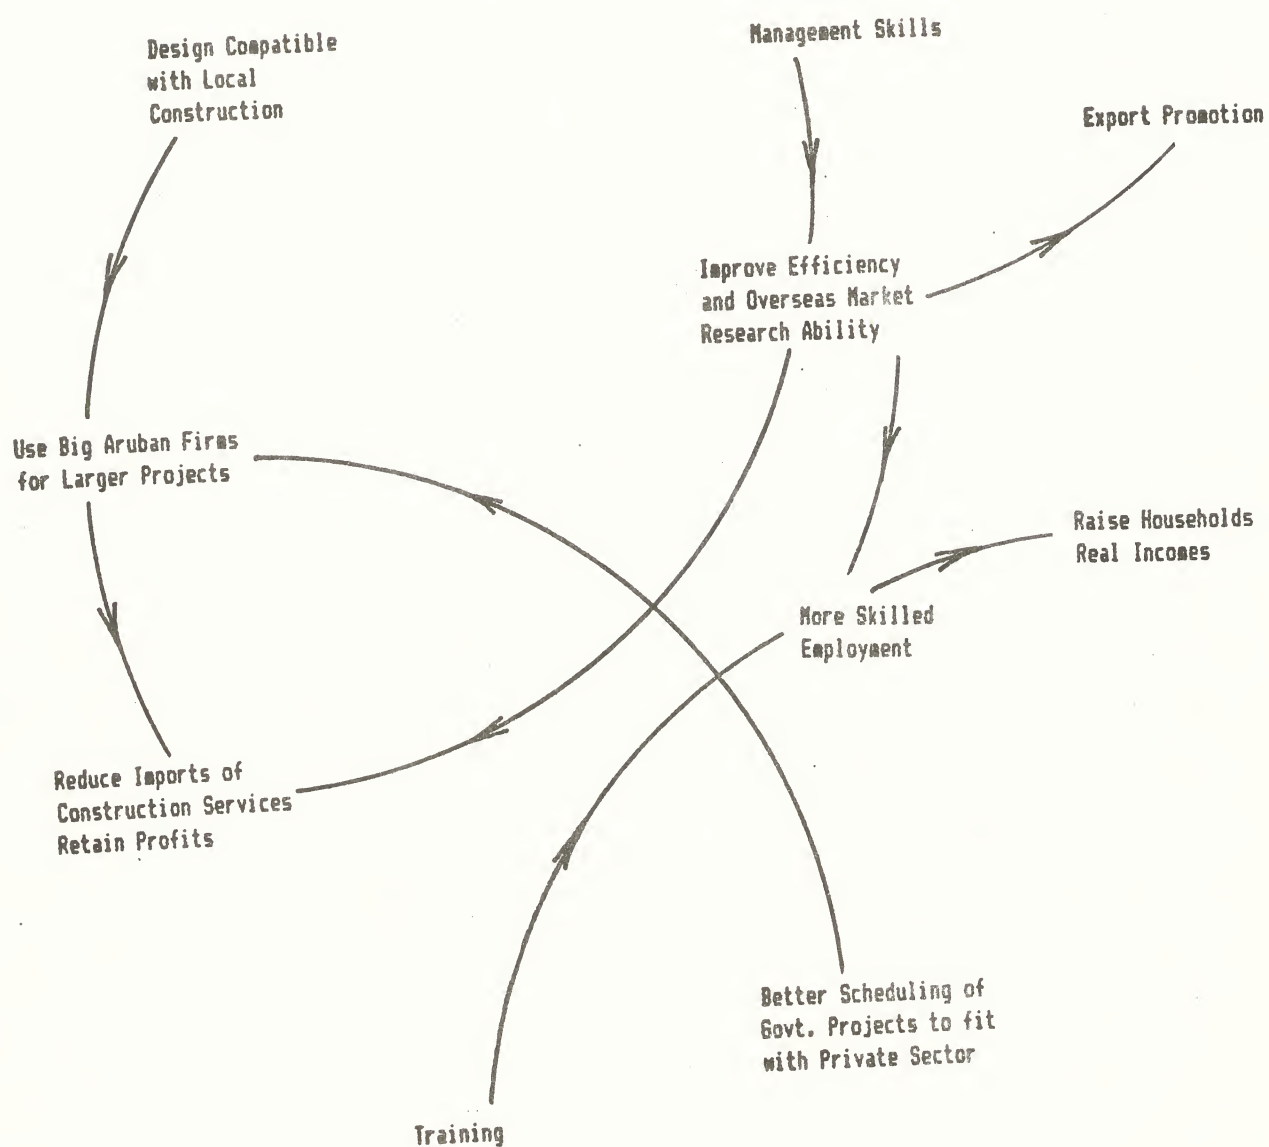 Management Skills
Design Compatible
with Local
Construction
Export Promotion
Improve Efficiency
and Overseas Market
Research Ability
Use Big Aruban Firms
for Larger Projects
Raise Households
Real Incomes
More Skilled
Employment
Reduce Imports of
Construction Services
Retain Profits
Better Scheduling of
Govt. Projects to fit
with Private Sector
Training